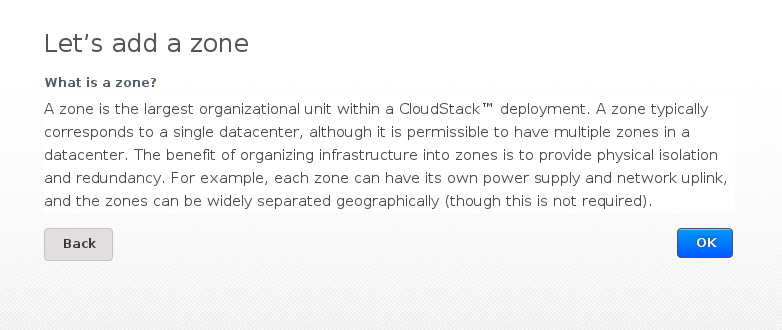 Let's add a zone
What is a zone?
A zone is the largest organizational unit within a CloudStack™ deployment. A zone typically
corresponds to a single datacenter, although it is permissible to have multiple zones in a
datacenter. The benefit of organizing infrastructure into zones is to provide physical isolation
and redundancy. For example, each zone can have its own power supply and network uplink,
and the zones can be widely separated geographically (though this is not required).
Back
OK